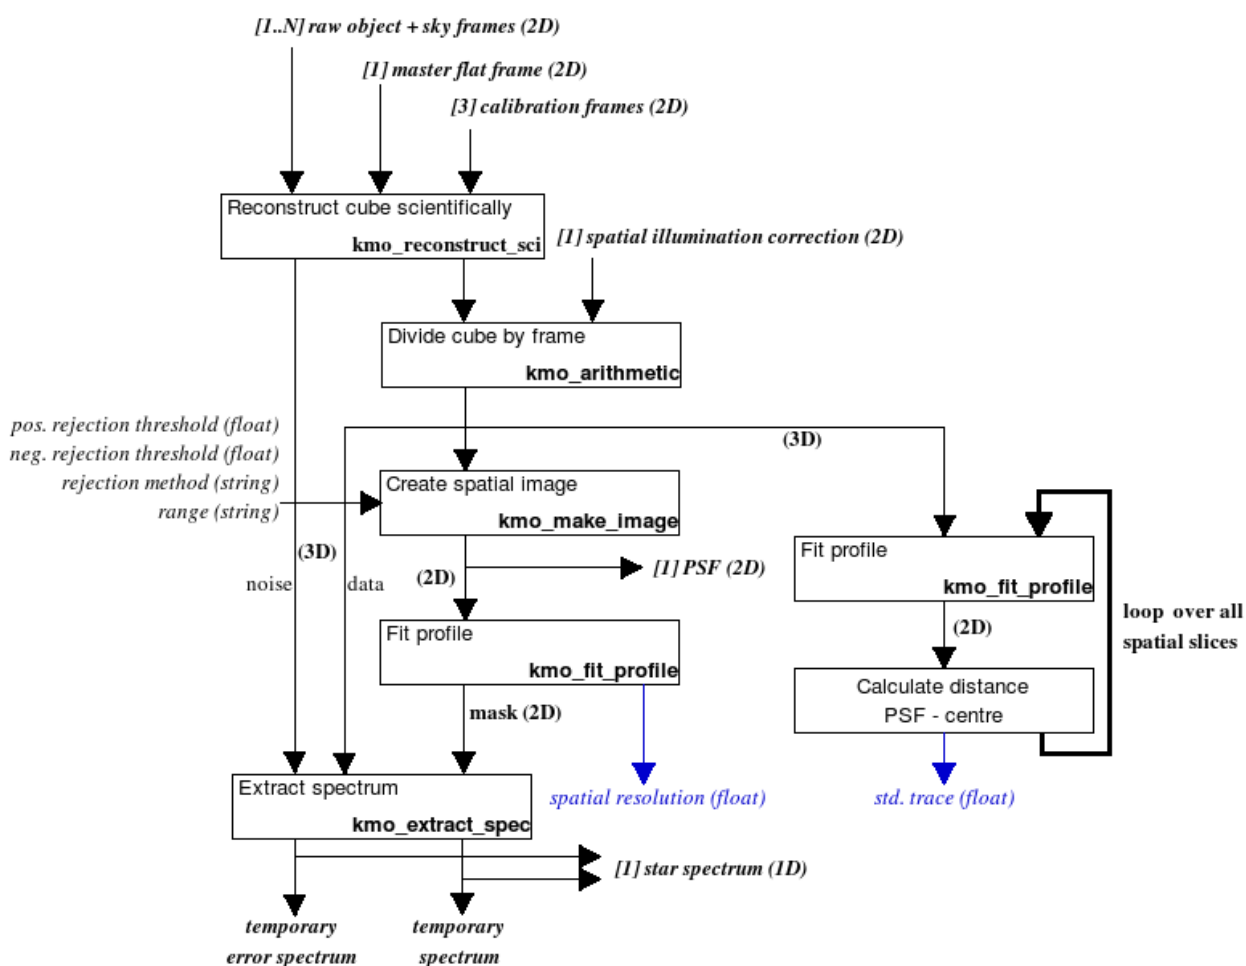 [1..N] raw object + sky frames (2D)
[1] master flat frame (2D)
[3] calibration frames (2D)
Reconstruct cube scientifically
kmo_reconstruct_sci
[1] spatial illumination correction (2D)
Divide cube by frame
kmo_arithmetic
pos. rejection threshold (float)
neg. rejection threshold (float)
rejection method (string)
range (string)
(3D)
Create spatial image
kmo_make_image
(3D)
noise
data
(2D)
[1] PSF (2D)
Fit profile
kmo_fit_profile
(2D)
loop over all
spatial slices
Fit profile
kmo_fit_profile
Calculate distance
PSF - centre
mask (2D)
Extract spectrum
kmo_extract_spec
spatial resolution (float)
std. trace (float)
[1] star spectrum (1D)
temporary
error spectrum
temporary
spectrum